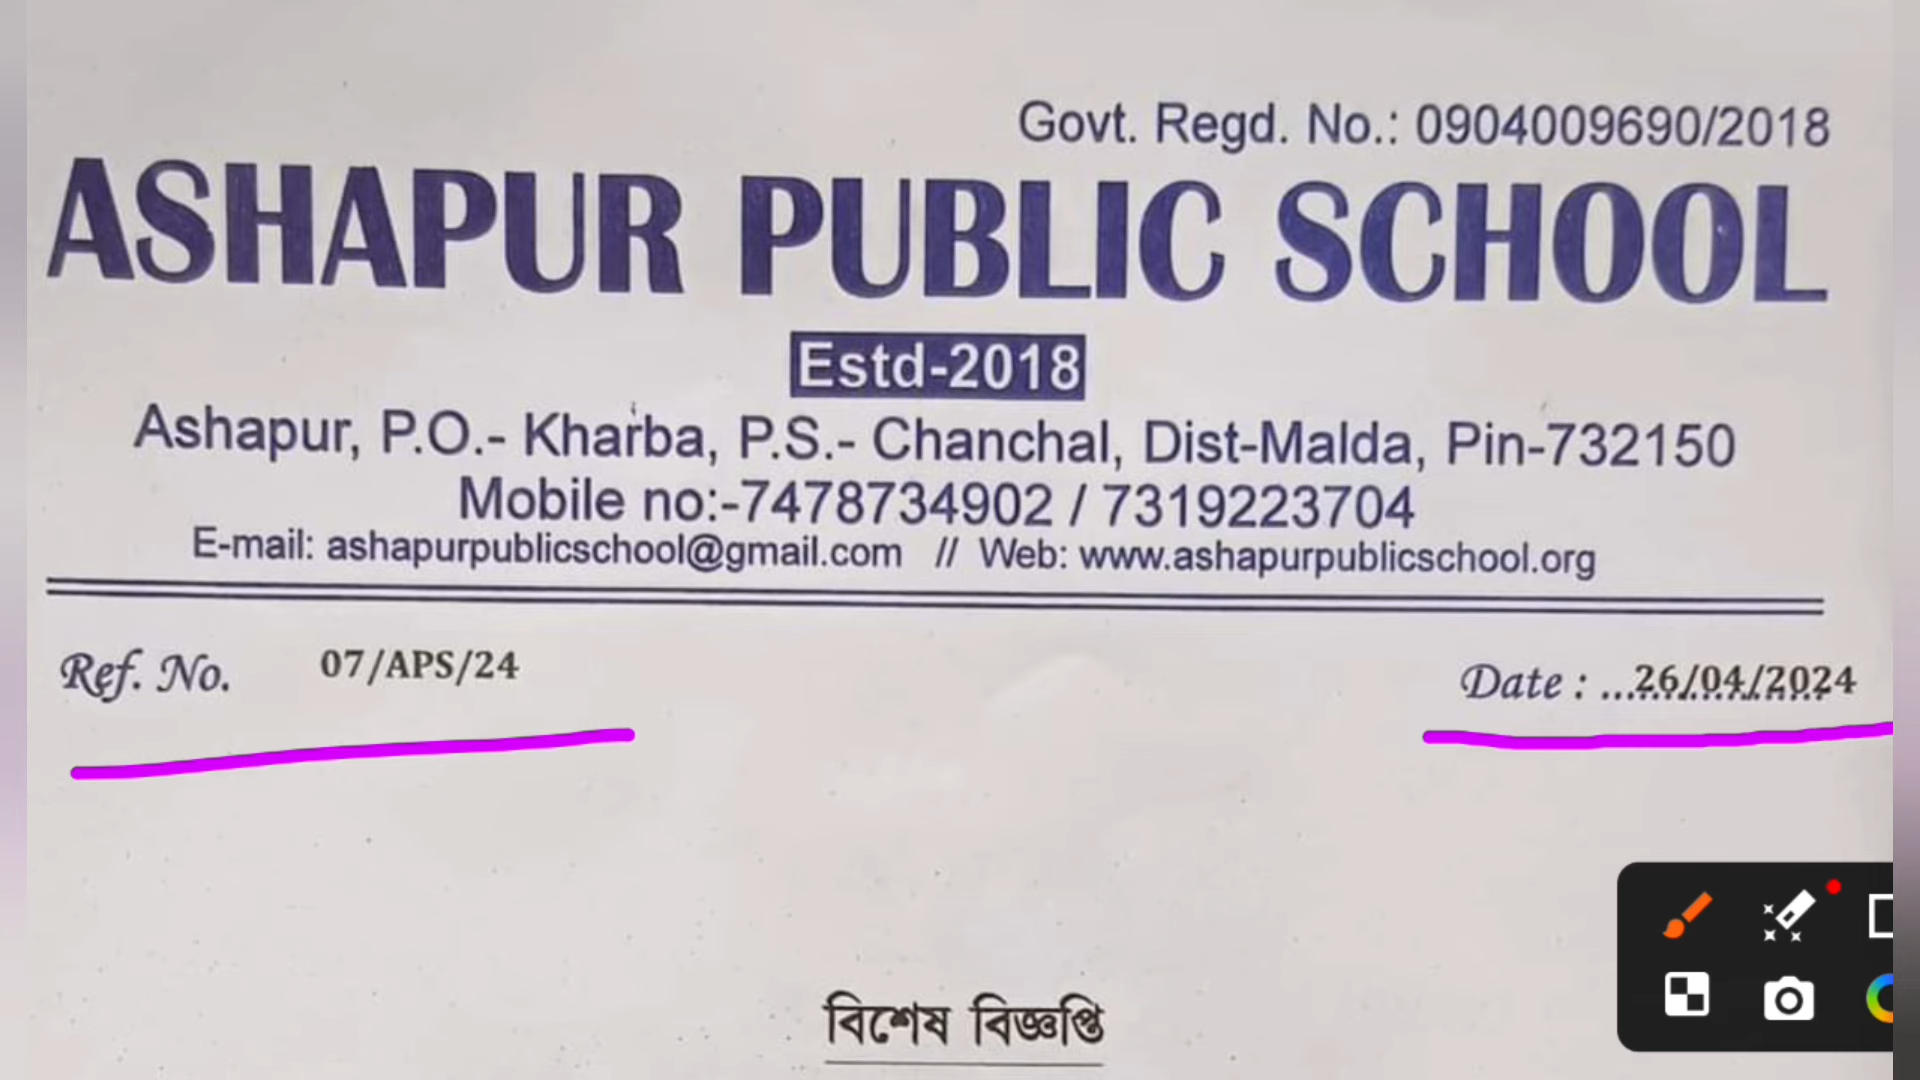 Govt. Regd. No.: 0904009690/2018
ASHAPUR PUBLIC SCHOOL
Estd-2018
Ashapur, P.O.- Kharba, P.S.- Chanchal, Dist-Malda, Pin-732150
Mobile no:-7478734902 / 7319223704
E-mail: ashapurpublicschool@gmail.com // Web: www.ashapurpublicschool.org
Ref. No. 07/APS/24 Date : ...26/04/2024
বিশেষ বিজ্ঞপ্তি